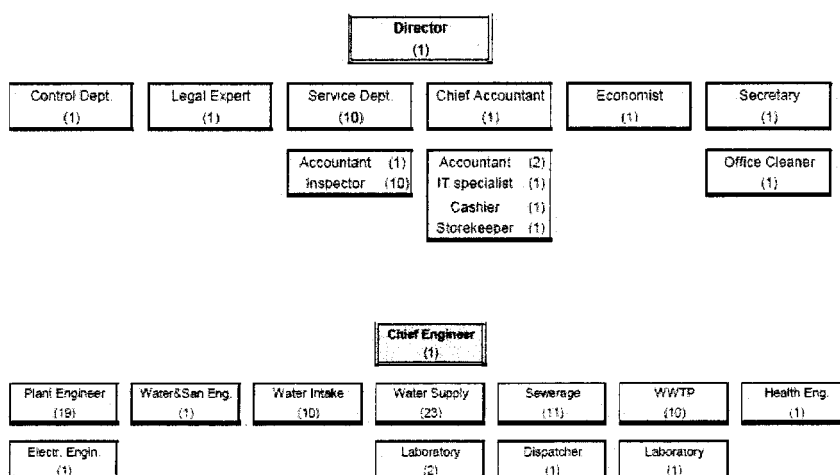 Director
(1)
Control Dept. Legal Expert Service Dept. Chief Accountant Economist Secretary
(1) (1) (10) (1) (1) (1)
Accountant (1)
Inspector (10)
Accountant (2)
IT specialist (1)
Cashier (1)
Storekeeper (1)
Office Cleaner
(1)
Chief Engineer
(1)
Plant Engineer Water&San Eng. Water Intake Water Supply Sewerage WWTP Health Eng.
(19) (1) (10) (23) (11) (10) (1)
Electr. Engin. Laboratory Dispatcher Laboratory
(1) (2) (1) (1)